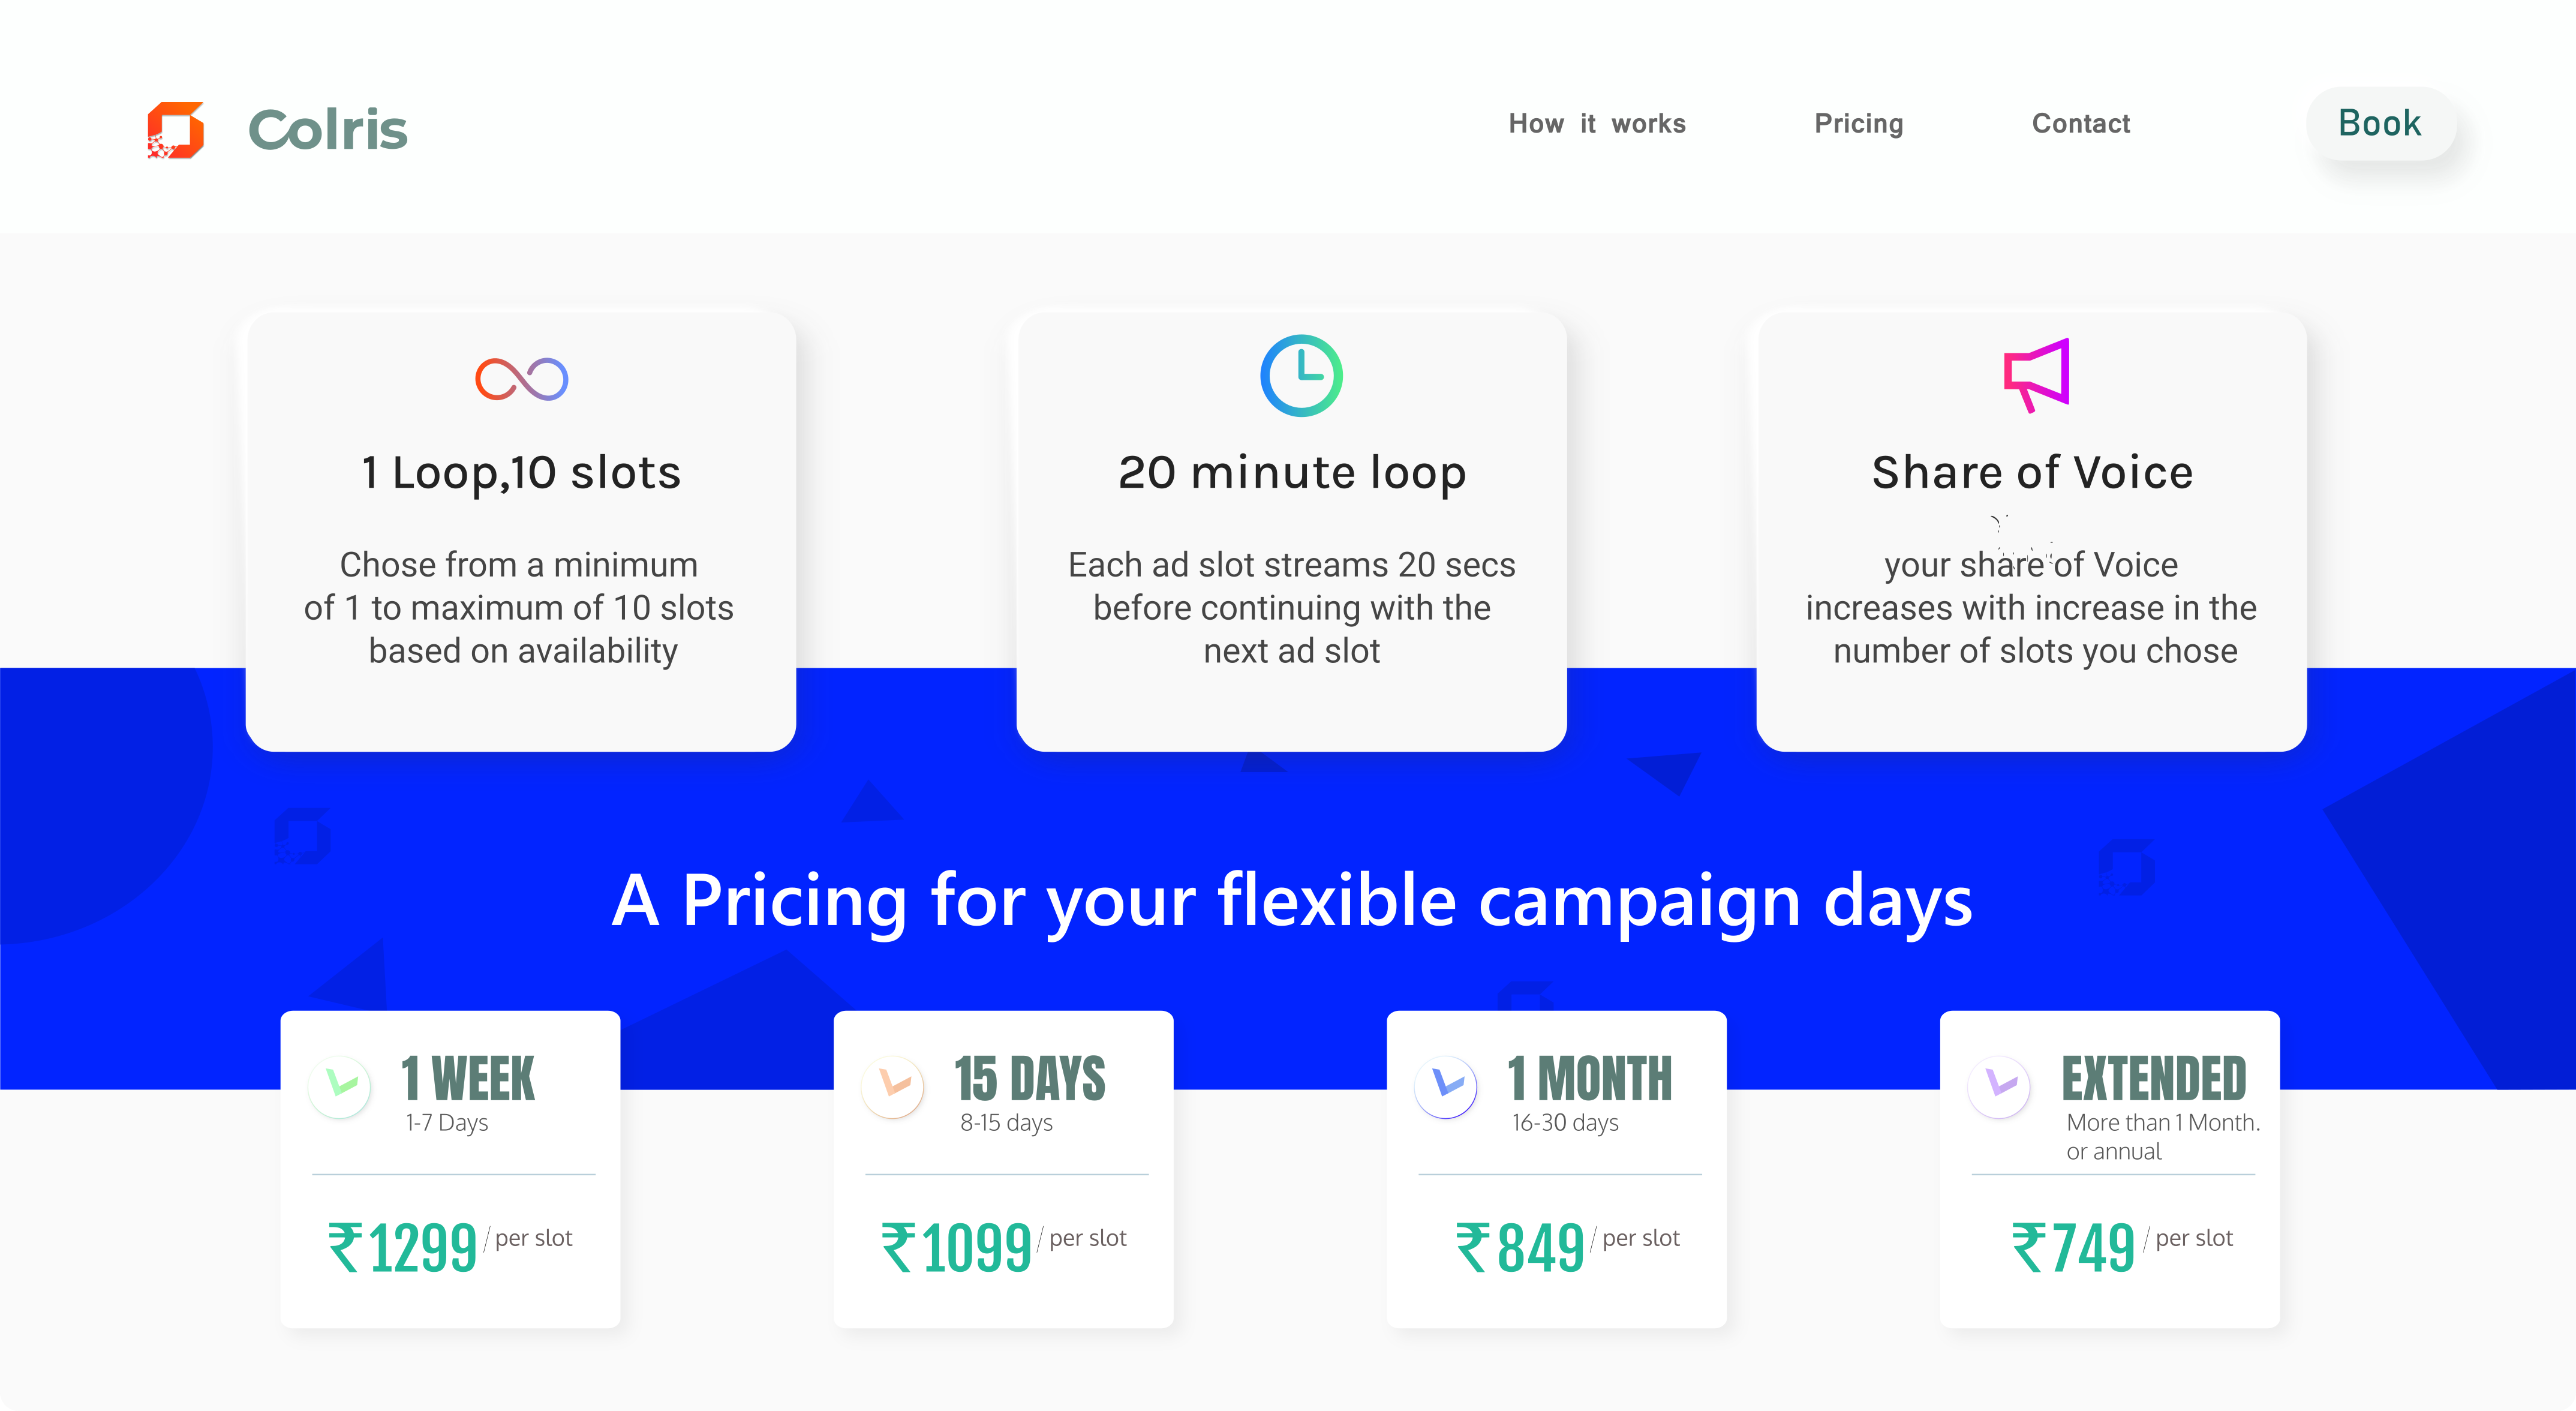 Colris
How it works
Pricing
Contact
Book
1 Loop,10 slots
Chose from a minimum
of 1 to maximum of 10 slots
based on availability
20 minute loop
Each ad slot streams 20 secs
before continuing with the
next ad slot
Share of Voice
your share of Voice
increases with increase in the
number of slots you chose
A Pricing for your flexible campaign days
1 WEEK
1-7 Days
₹1299/per slot
15 DAYS
8-15 days
₹1099/per slot
1 MONTH
16-30 days
₹849/per slot
EXTENDED
More than 1 Month.
or annual
₹749/per slot